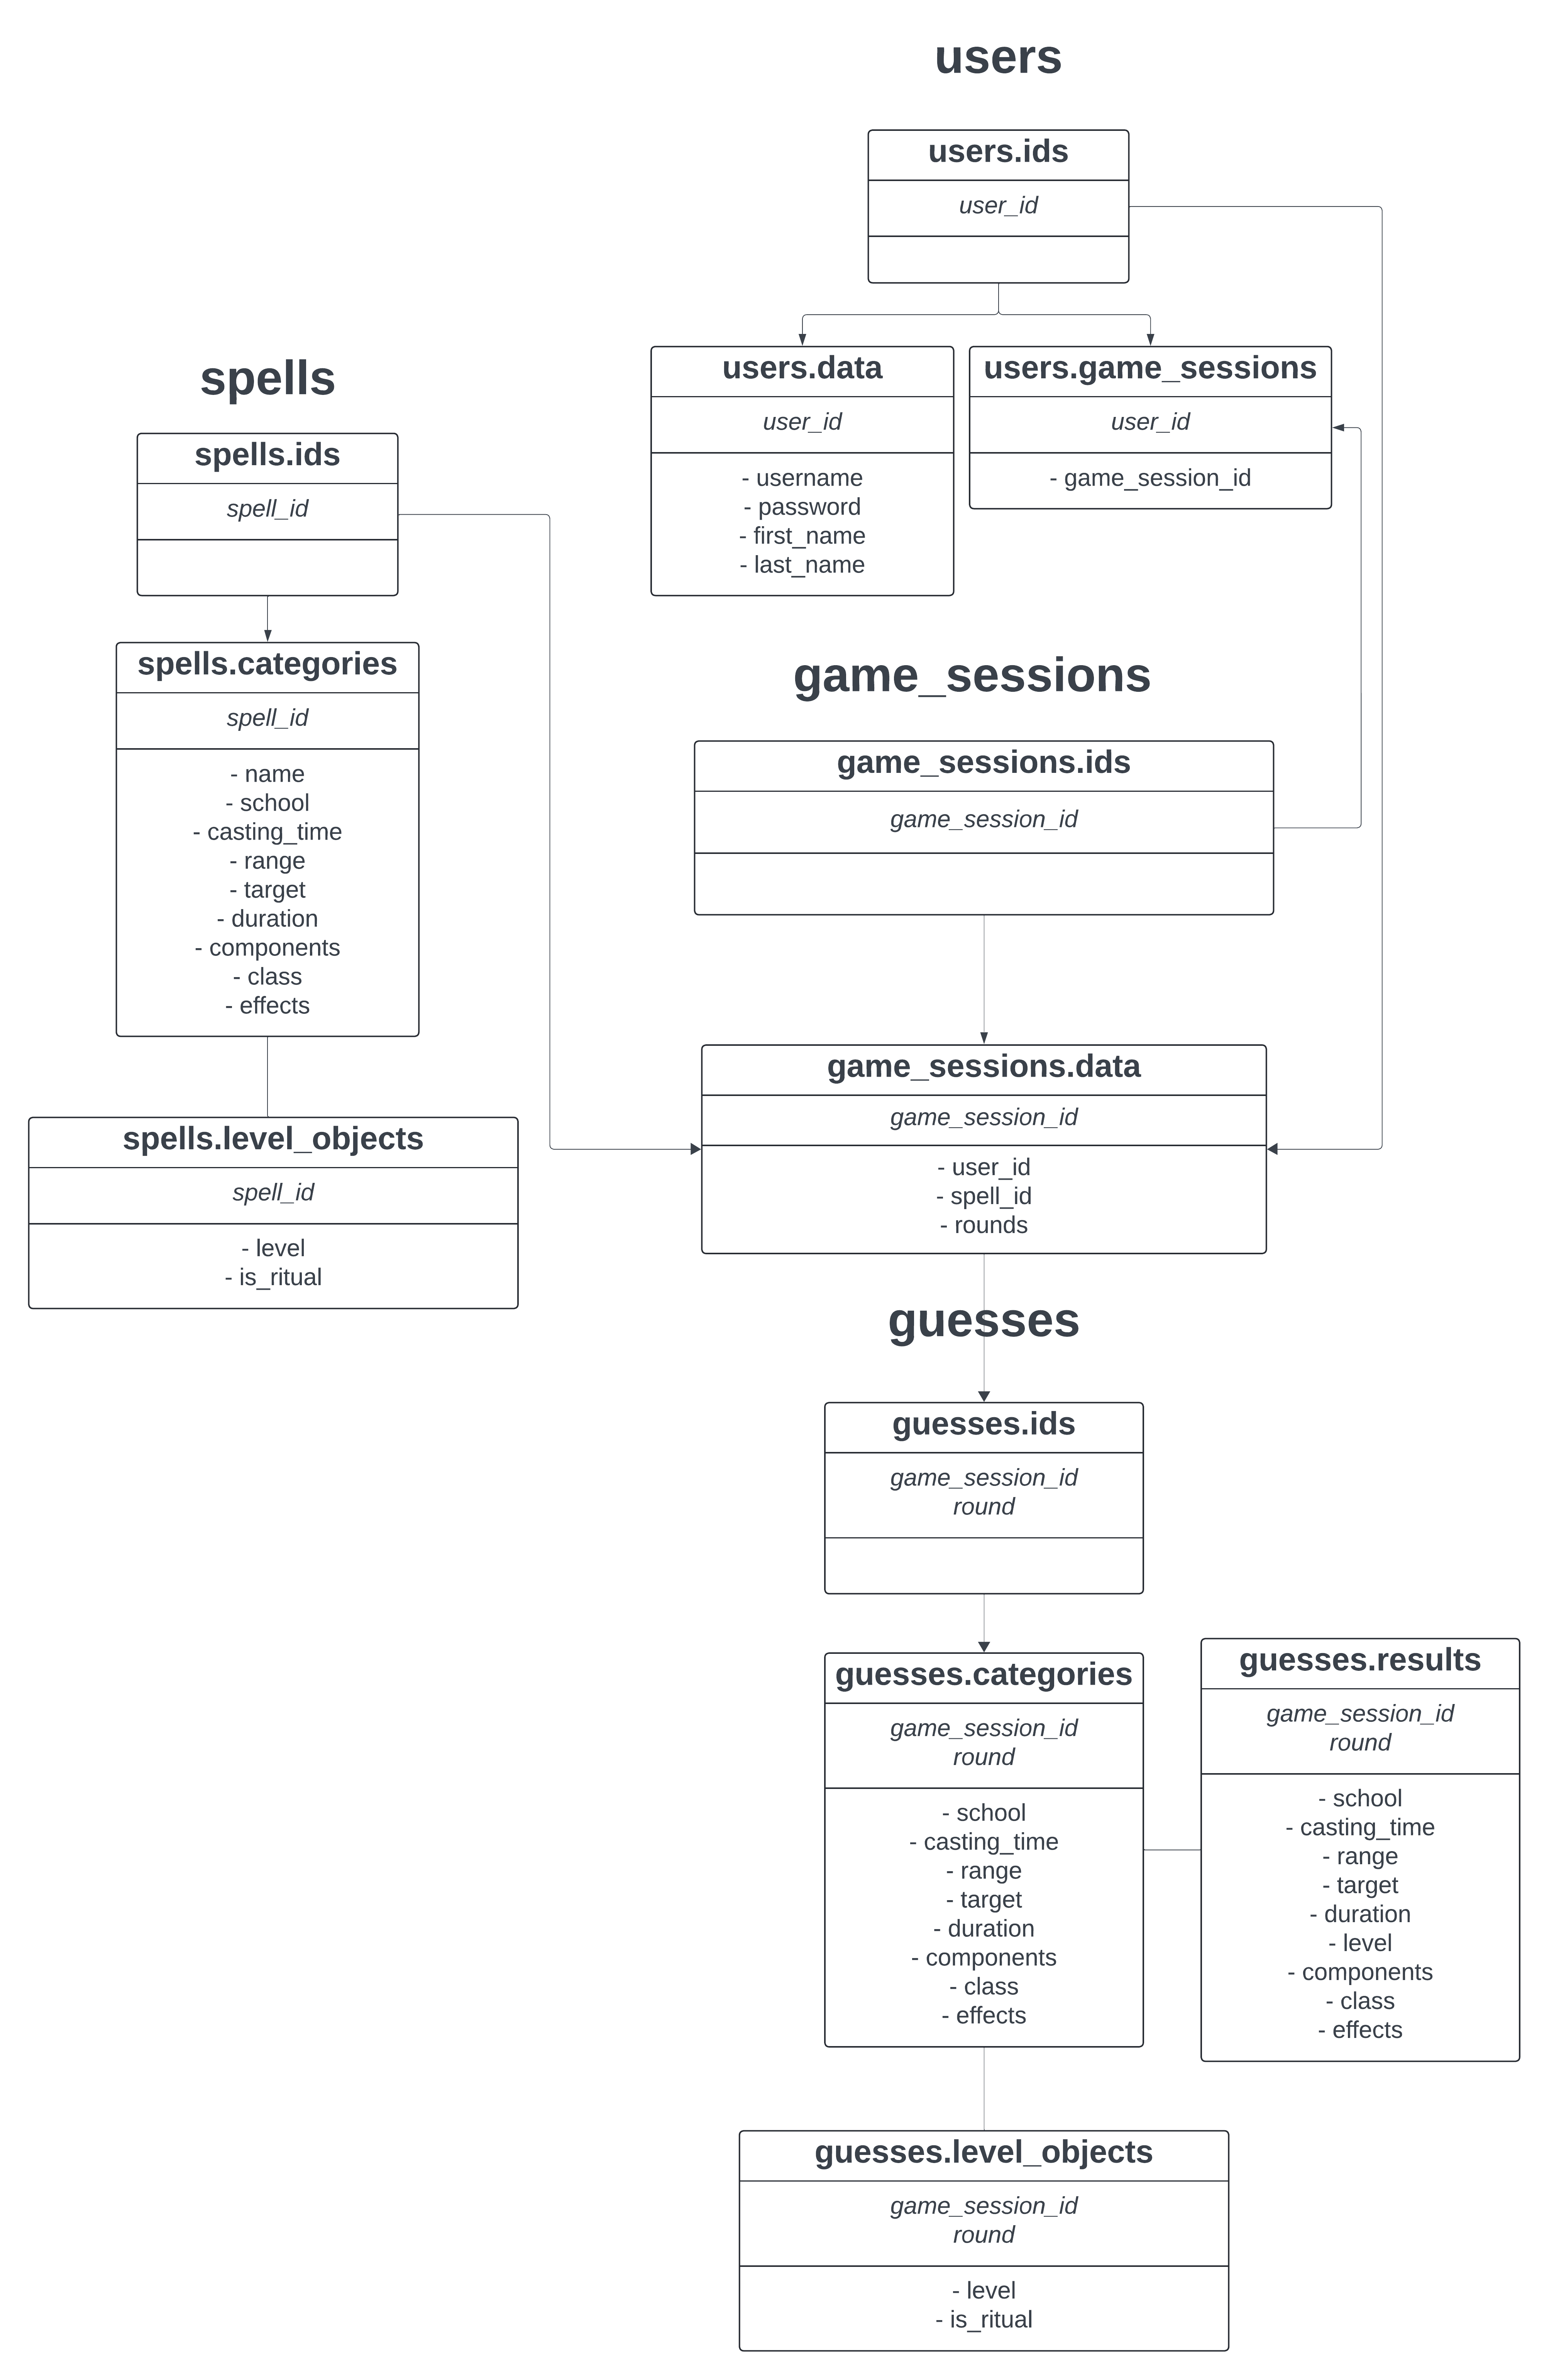 users
users.ids
user_id
users.data
user_id
- username
- password
- first_name
- last_name
users.game_sessions
user_id
- game_session_id
spells
spells.ids
spell_id
spells.categories
spell_id
- name
- school
- casting_time
- range
- target
- duration
- components
- class
- effects
spells.level_objects
spell_id
- level
- is_ritual
game_sessions
game_sessions.ids
game_session_id
game_sessions.data
game_session_id
- user_id
- spell_id
- rounds
guesses
guesses.ids
game_session_id
round
guesses.categories
game_session_id
round
- school
- casting_time
- range
- target
- duration
- components
- class
- effects
guesses.results
game_session_id
round
- school
- casting_time
- range
- target
- duration
- level
- components
- class
- effects
guesses.level_objects
game_session_id
round
- level
- is_ritual